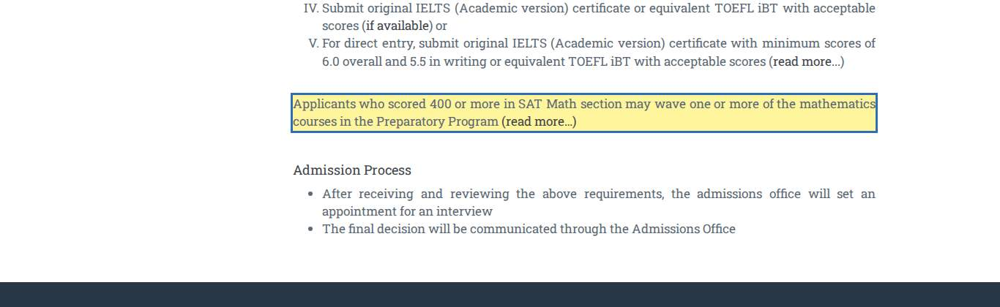 IV. Submit original IELTS (Academic version) certificate or equivalent TOEFL iBT with acceptable
scores (if available) or
V. For direct entry, submit original IELTS (Academic version) certificate with minimum scores of
6.0 overall and 5.5 in writing or equivalent TOEFL iBT with acceptable scores (read more...)
Applicants who scored 400 or more in SAT Math section may wave one or more of the mathematics
courses in the Preparatory Program (read more...)
Admission Process
• After receiving and reviewing the above requirements, the admissions office will set an
appointment for an interview
• The final decision will be communicated through the Admissions Office